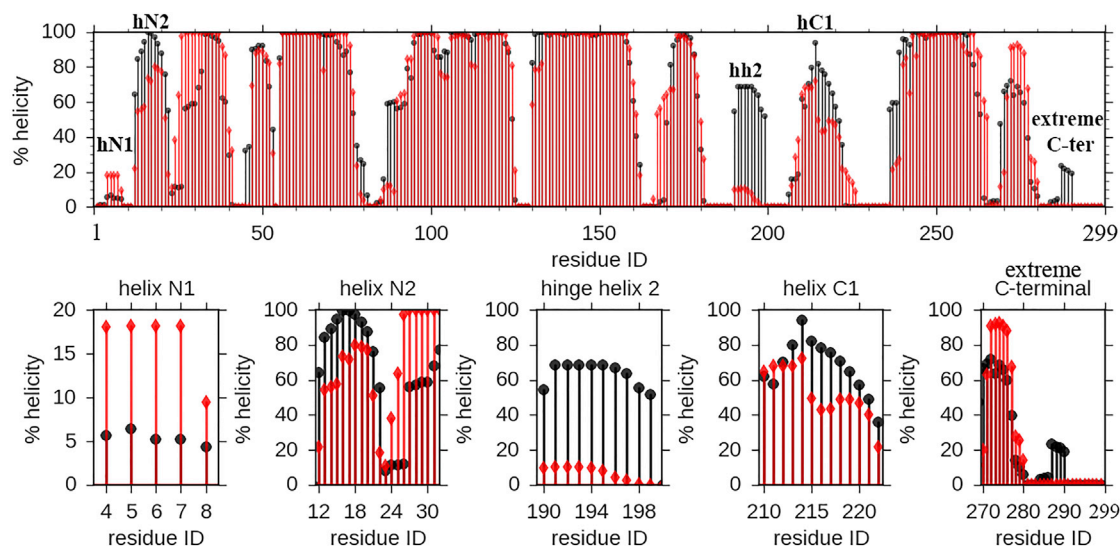 hN2
hC1
100
80
60
40
20
0
% helicity
hN1
hh2
extreme
C-ter
1
50
100
150
200
250
299
residue ID
helix N1
helix N2
hinge helix 2
helix C1
extreme
C-terminal
20
15
10
5
0
% helicity
4 5 6 7 8
residue ID
100
80
60
40
20
0
% helicity
12 18 24 30
residue ID
100
80
60
40
20
0
% helicity
190 192 194 196 198
residue ID
100
80
60
40
20
0
% helicity
210 215 220
residue ID
100
80
60
40
20
0
% helicity
270 280 290 299
residue ID